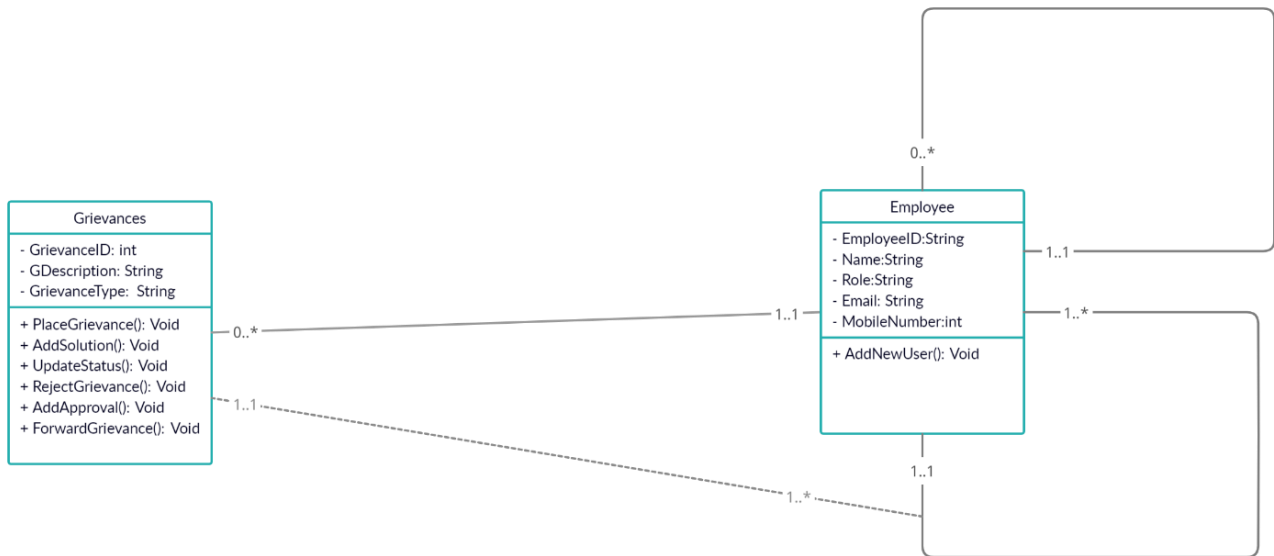 0..*
Grievances
- GrievanceID: int
- GDescription: String
- GrievanceType:  String
+ PlaceGrievance(): Void
+ AddSolution(): Void
+ UpdateStatus(): Void
+ RejectGrievance(): Void
+ AddApproval(): Void
+ ForwardGrievance(): Void
Employee
- EmployeeID:String
- Name:String
- Role:String
- Email: String
- MobileNumber:int
+ AddNewUser(): Void
1..1
0..*
1..1
1..*
1..1
1..1
1..*